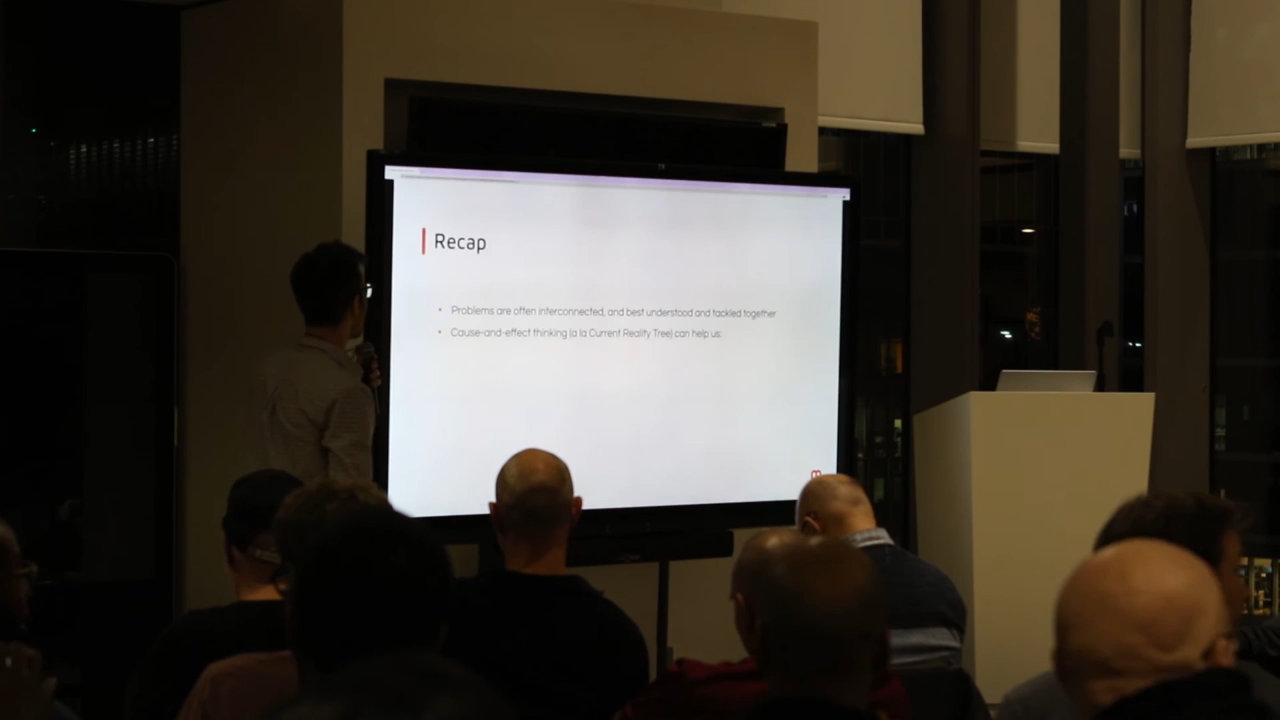 Recap
• Problems are often interconnected, and best understood and tackled together
• Cause-and-effect thinking (a la Current Reality Tree) can help us: